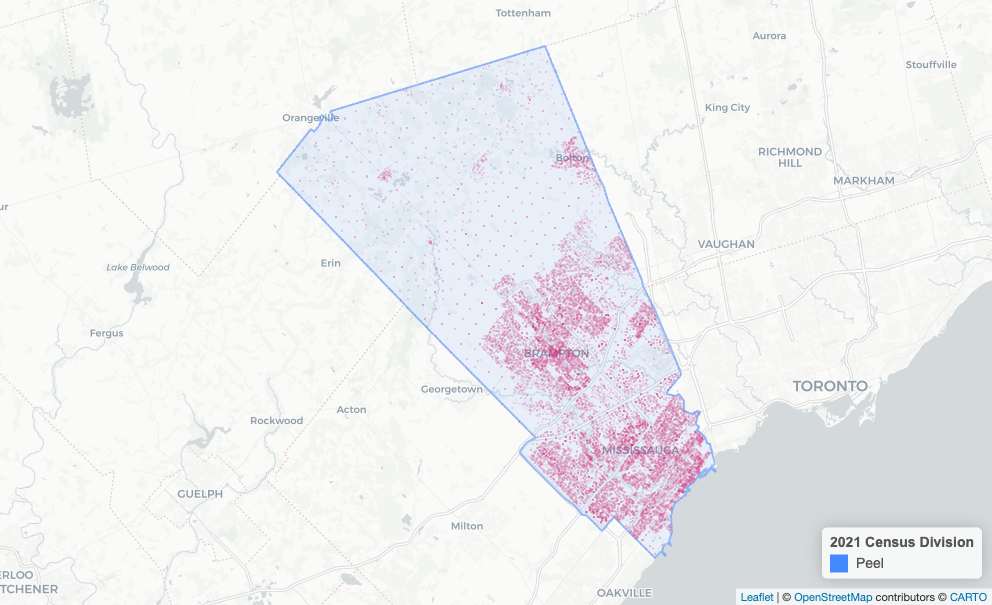 Tottenham
Aurora
Stouffville
King City
Orangeville
RICHMOND
HILL
Bolton
MARKHAM
ur
VAUGHAN
Erin
Lake Belwood
Fergus
BRAMPTON
TORONTO
Georgetown
Acton
Rockwood
MISSISSAUGA
GUELPH
Milton
2021 Census Division
Peel
ERLOO
TCHENER
OAKVILLE
Leaflet | © OpenStreetMap contributors © CARTO